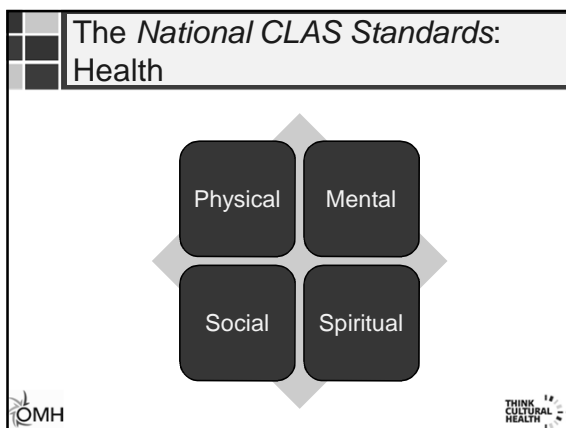 The National CLAS Standards:
Health
Physical
Mental
Social
Spiritual
OMH
THINK
CULTURAL
HEALTH